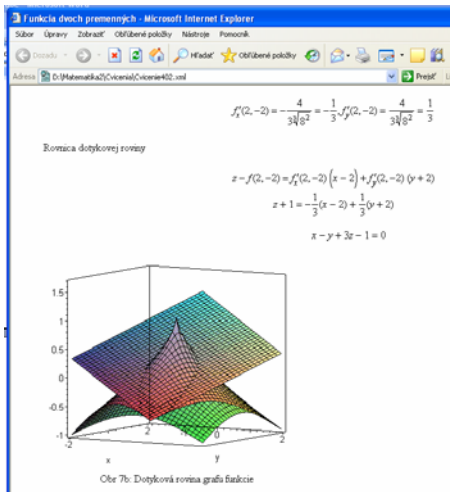 Funkcia dvoch premenných - Microsoft Internet Explorer
Súbor Úpravy Zobraziť Obľúbené položky Nástroje Pomocník
Dozadu Hľadať Obľúbené položky
Adresa D:\Matematika2\Cvicenia\Cvicenie402.xml Prejsť
f'ₓ(2,−2) = −4/(3∛8²) = −1/3, f'ᵧ(2,−2) = 4/(3∛8²) = 1/3
Rovnica dotykovej roviny
z−f(2,−2) = f'ₓ(2,−2) (x−2) + f'ᵧ(2,−2) (y+2)
z+1 = −1/3(x−2) + 1/3(y+2)
x−y+3z−1=0
1.5
1
0.5
0
-0.5
-1
-2 2 -2 0 2
x y
Obr 7b: Dotyková rovina grafu funkcie